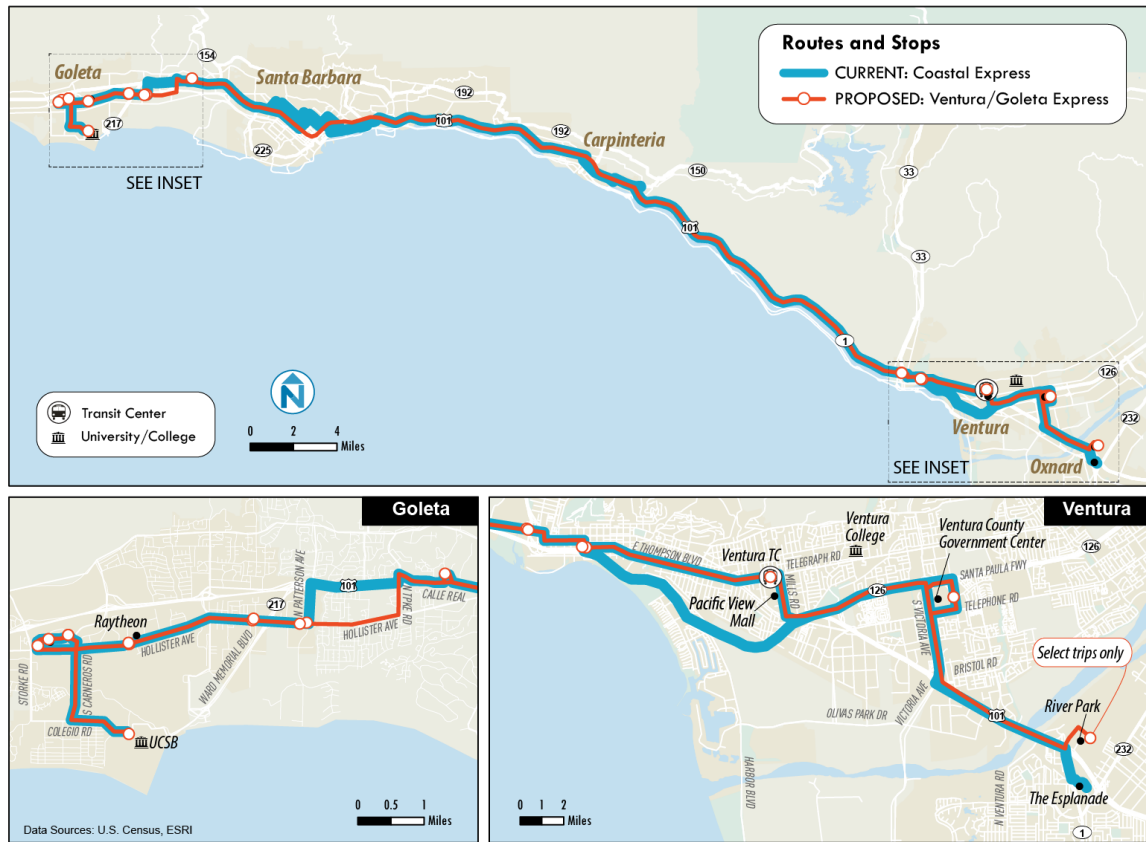 Routes and Stops
CURRENT: Coastal Express
PROPOSED: Ventura/Goleta Express
Goleta
154
Santa Barbara
192
217
225
101
192
Carpinteria
150
33
101
33
1
SEE INSET
N
0 2 4
Miles
Transit Center
University/College
126
232
Ventura
Oxnard
SEE INSET
Goleta
N PATTERSON AVE
101
N TPKE RD
CALLE REAL
217
Raytheon
HOLLISTER AVE
HOLLISTER AVE
STORKE RD
S CARNEROS RD
WARD MEMORIAL BLVD
COLEGIO RD
UCSB
0 0.5 1
Miles
Data Sources: U.S. Census, ESRI
Ventura
Ventura College
Ventura County
Government Center
126
E THOMPSON BLVD
Ventura TC
TELEGRAPH RD
MILLS RD
SANTA PAULA FWY
126
Pacific View
Mall
TELEPHONE RD
S VICTORIA AVE
Select trips only
BRISTOL RD
VICTORIA AVE
OLIVAS PARK DR
101
River Park
232
HARBOR BLVD
N VENTURA RD
The Esplanade
1
0 1 2
Miles